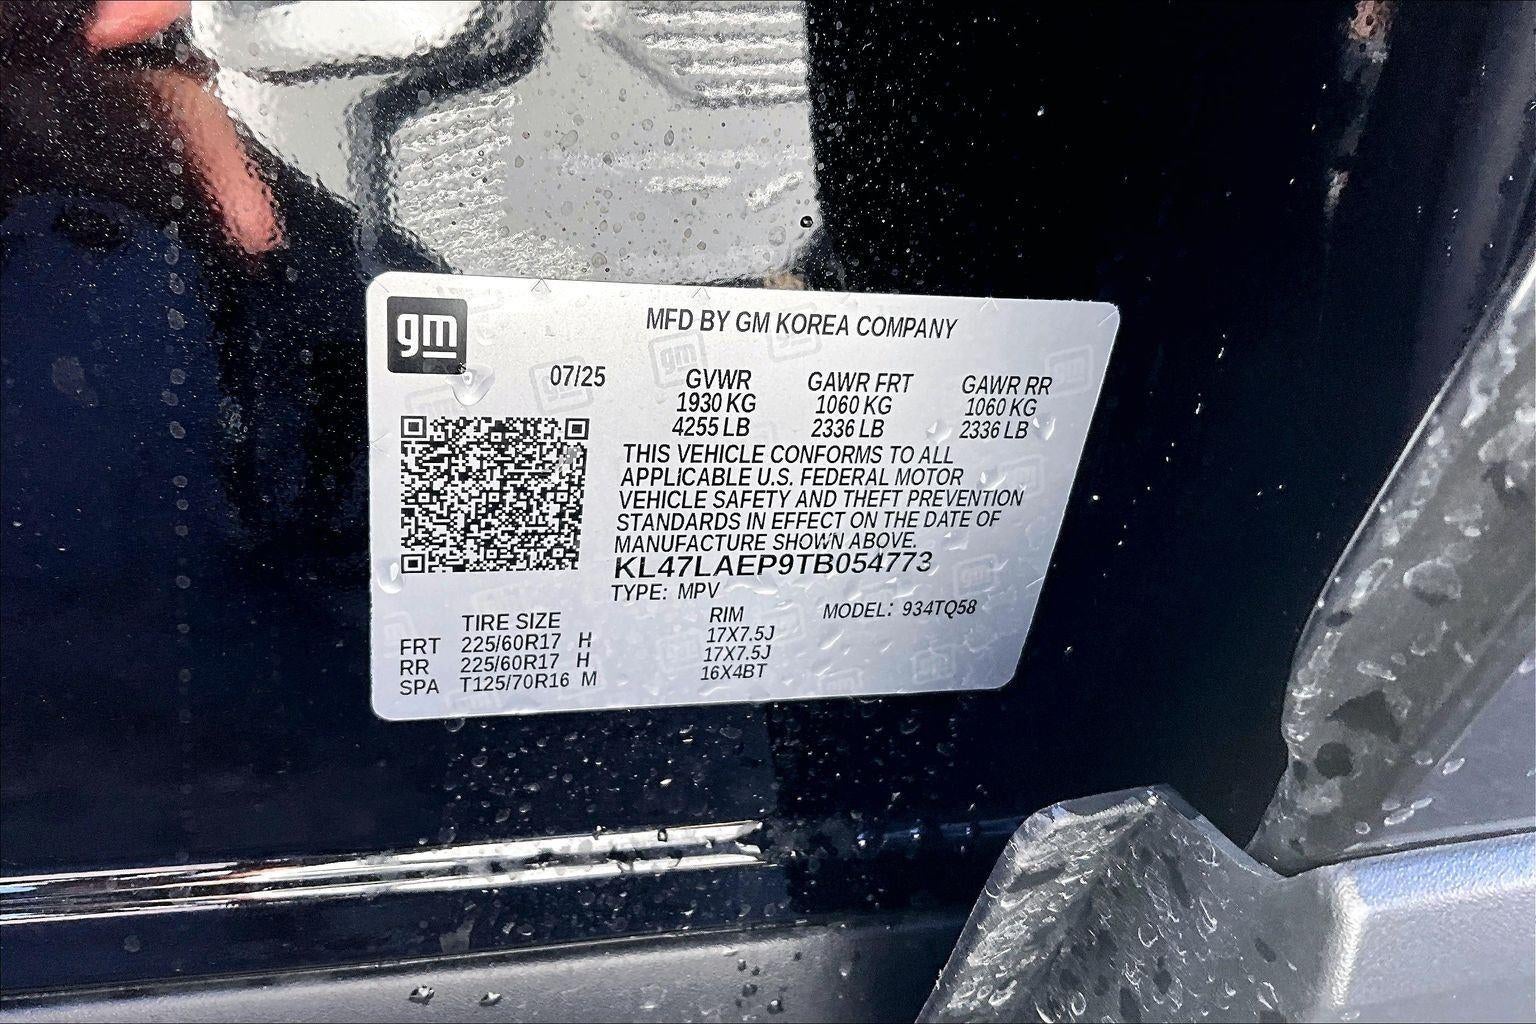 gm
MFD BY GM KOREA COMPANY
07/25 GVWR GAWR FRT GAWR RR
1930 KG 1060 KG 1060 KG
4255 LB 2336 LB 2336 LB
THIS VEHICLE CONFORMS TO ALL
APPLICABLE U.S. FEDERAL MOTOR
VEHICLE SAFETY AND THEFT PREVENTION
STANDARDS IN EFFECT ON THE DATE OF
MANUFACTURE SHOWN ABOVE.
KL47LAEP9TB054773
TYPE: MPV
TIRE SIZE RIM MODEL: 934TQ58
FRT 225/60R17 H 17X7.5J
RR 225/60R17 H 17X7.5J
SPA T125/70R16 M 16X4BT